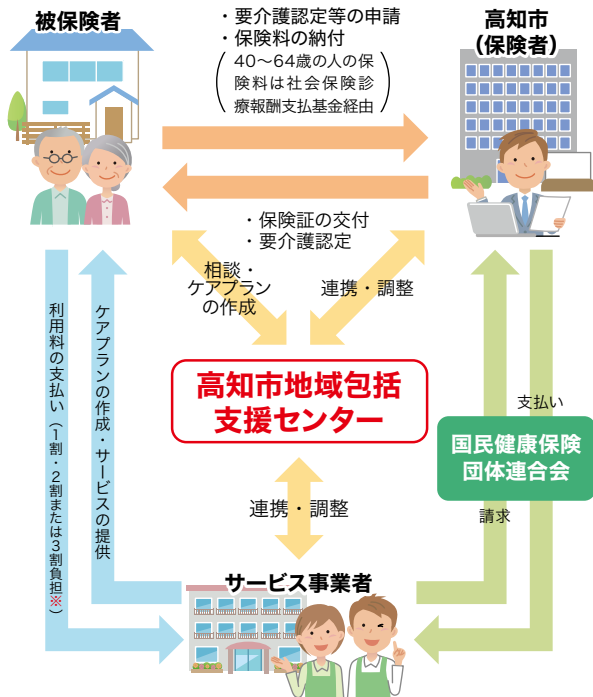 被保険者
・要介護認定等の申請
・保険料の納付
(40〜64歳の人の保
険料は社会保険診
療報酬支払基金経由)
高知市
(保険者)
・保険証の交付
・要介護認定
相談・
ケアプラン
の作成
連携・調整
利用料の支払い(1割・2割または3割負担※)
ケアプランの作成・サービスの提供
高知市地域包括
支援センター
支払い
国民健康保険
団体連合会
請求
連携・調整
サービス事業者